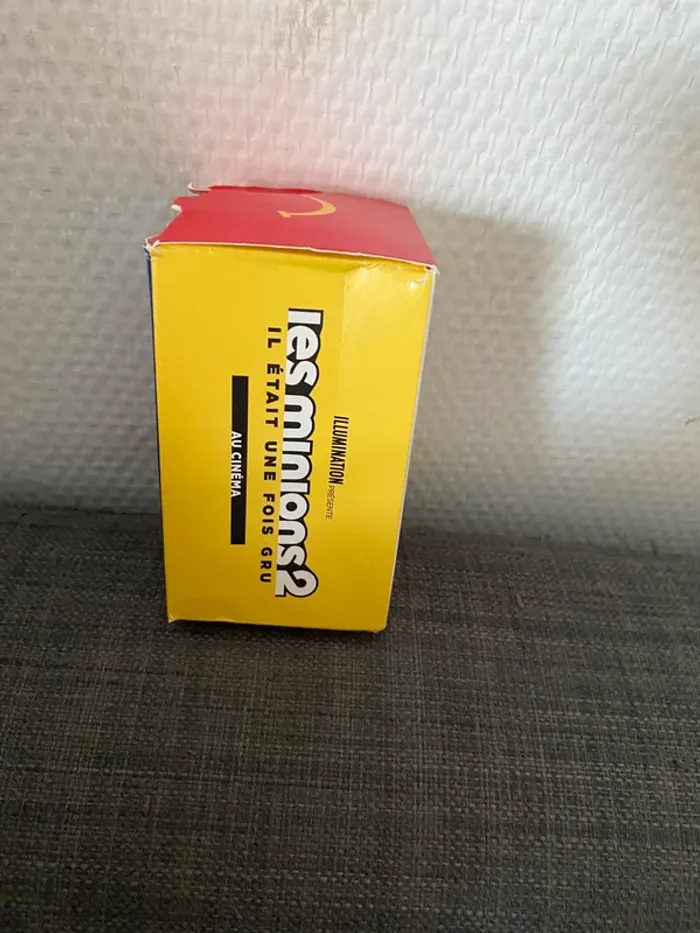 ILLUMINATION PRÉSENTE
les minions 2
IL ÉTAIT UNE FOIS GRU
AU CINÉMA